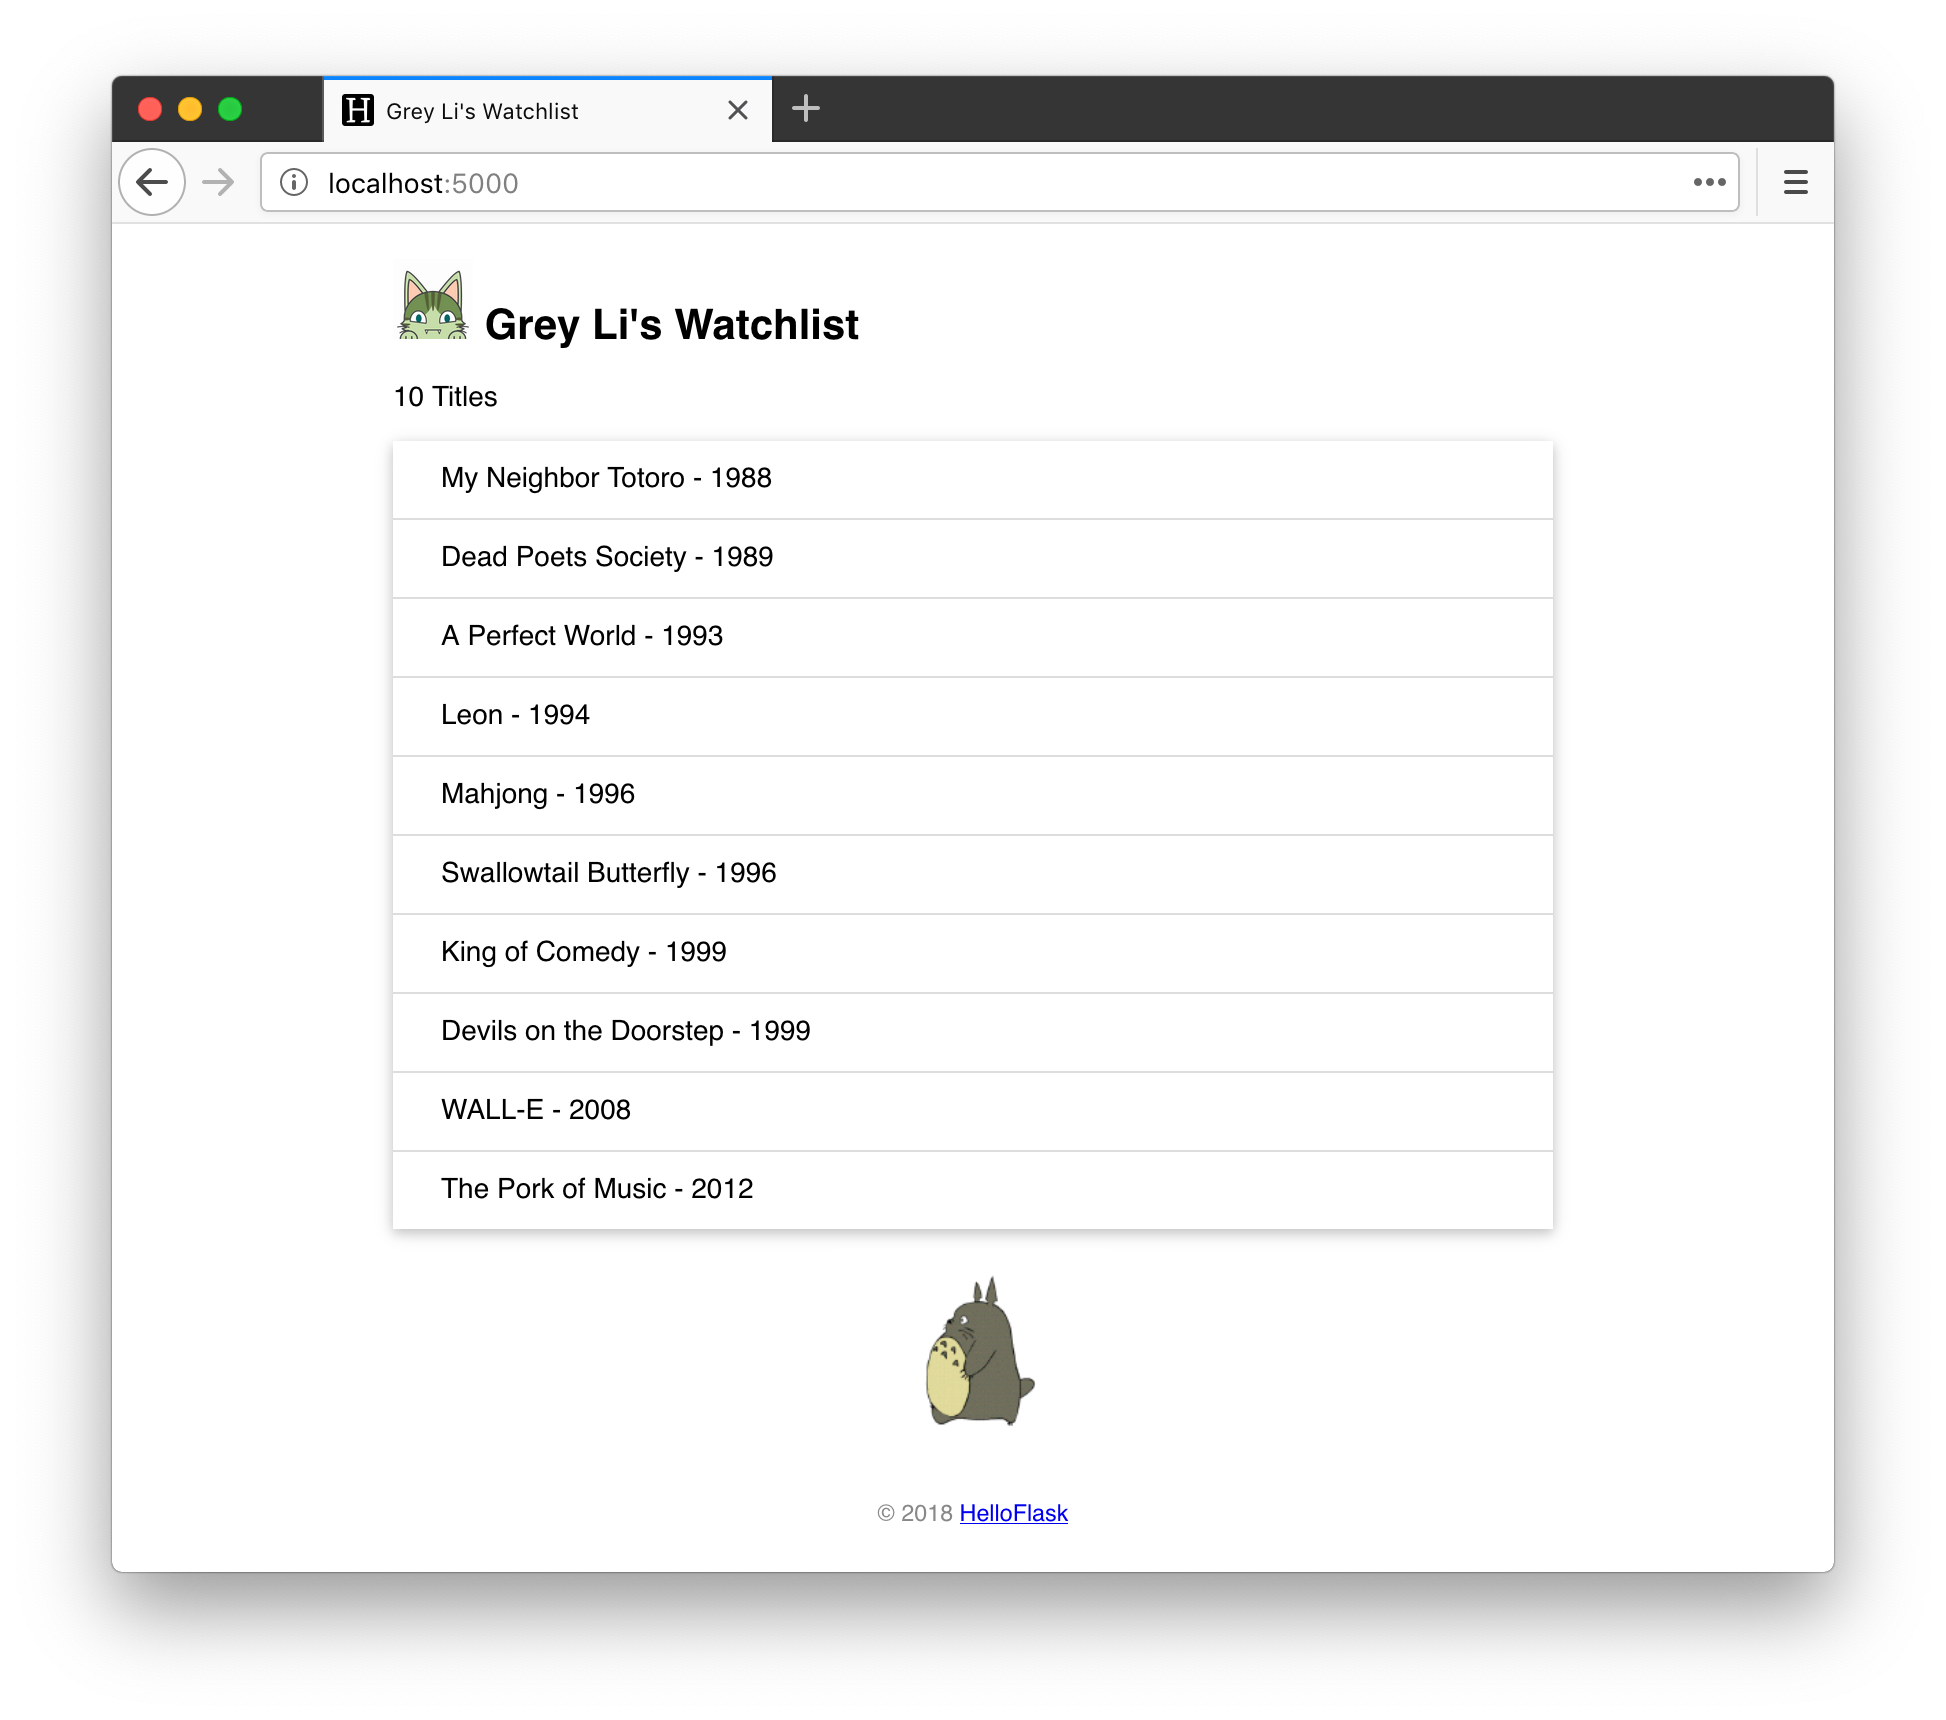 H Grey Li's Watchlist
localhost:5000
Grey Li's Watchlist
10 Titles
My Neighbor Totoro - 1988
Dead Poets Society - 1989
A Perfect World - 1993
Leon - 1994
Mahjong - 1996
Swallowtail Butterfly - 1996
King of Comedy - 1999
Devils on the Doorstep - 1999
WALL-E - 2008
The Pork of Music - 2012
© 2018 HelloFlask